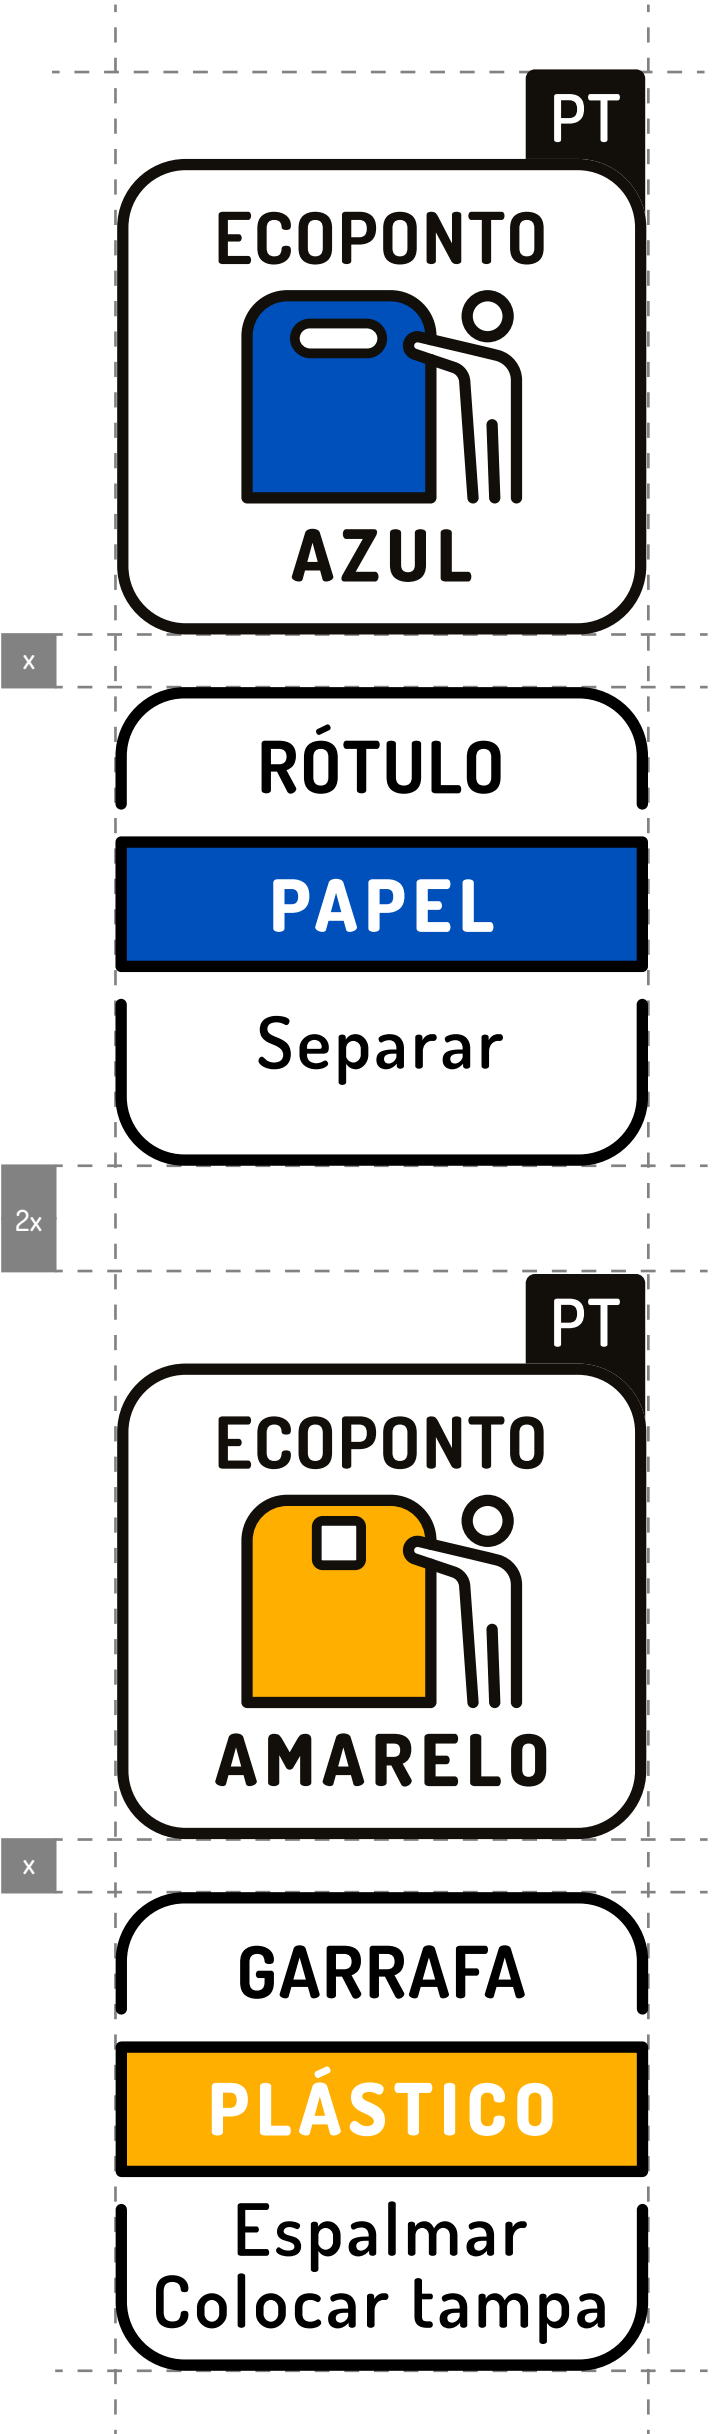 PT
ECOPONTO
AZUL
x
RÓTULO
PAPEL
Separar
2x
PT
ECOPONTO
AMARELO
x
GARRAFA
PLÁSTICO
Espalmar
Colocar tampa